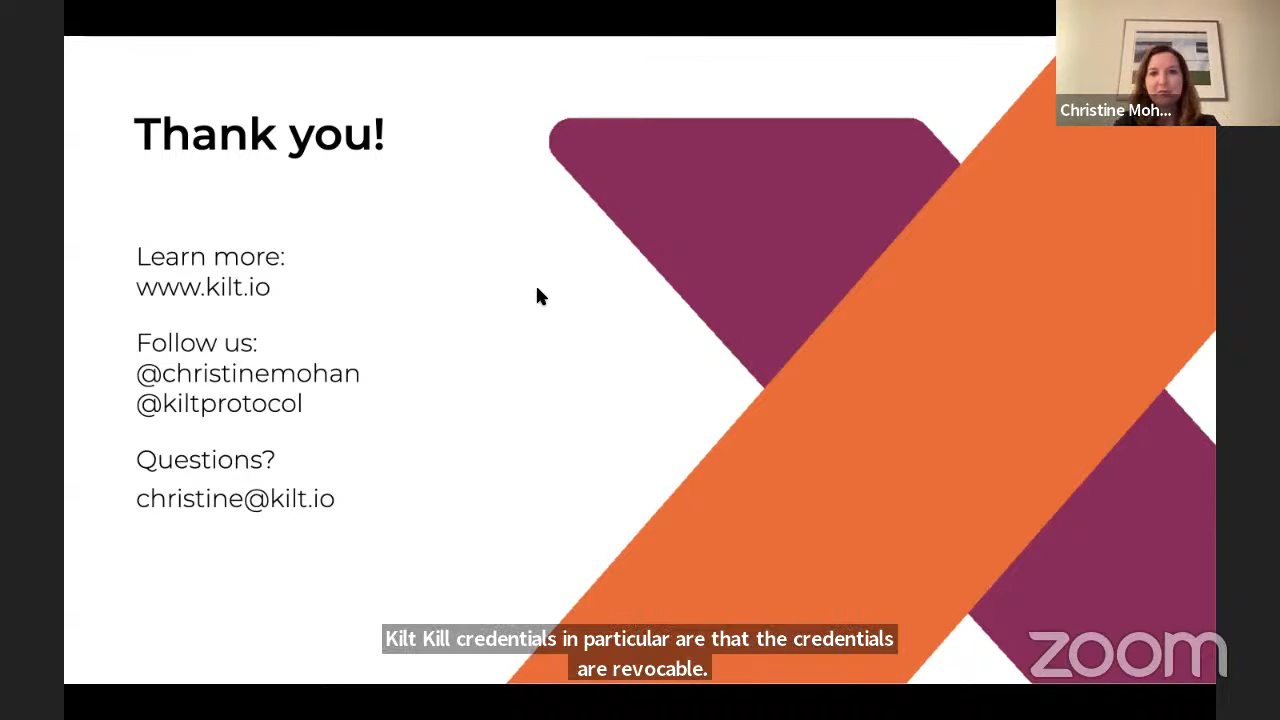 Thank you!
Learn more:
www.kilt.io
Follow us:
@christinemohan
@kiltprotocol
Questions?
christine@kilt.io
Christine Moh...
Kilt Kill credentials in particular are that the credentials
are revocable.
zoom